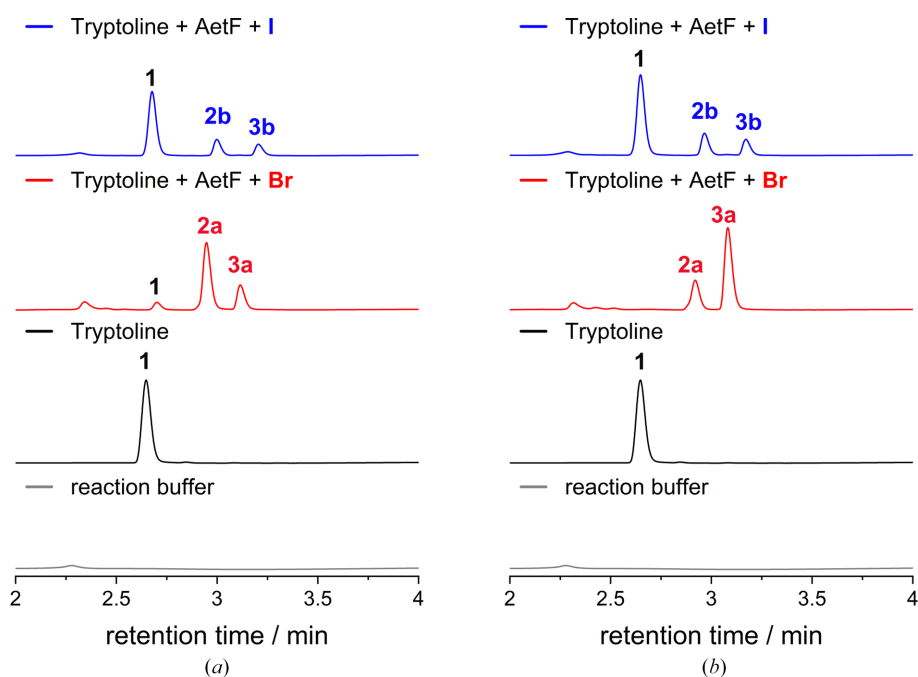 Tryptoline + AetF + I
1
2b
3b
Tryptoline + AetF + Br
2a
3a
1
Tryptoline
1
reaction buffer
2 2.5 3 3.5 4
retention time / min
(a)
Tryptoline + AetF + I
1
2b
3b
Tryptoline + AetF + Br
3a
2a
Tryptoline
1
reaction buffer
2 2.5 3 3.5 4
retention time / min
(b)